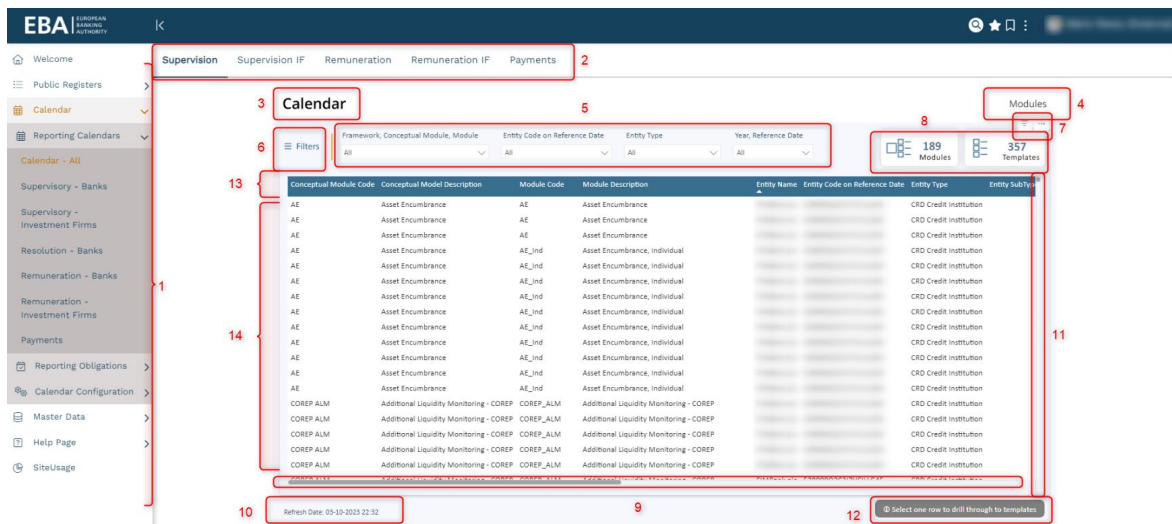 EBA EUROPEAN
BANKING
AUTHORITY
Welcome
Public Registers
Calendar
Reporting Calendars
Calendar - All
Supervisory - Banks
Supervisory -
Investment Firms
Resolution - Banks
Remuneration - Banks
Remuneration -
Investment Firms
Payments
Reporting Obligations
Calendar Configuration
Master Data
Help Page
SiteUsage
1
Supervision Supervision IF Remuneration Remuneration IF Payments 2
3 Calendar 5 Modules 4
6 Filters
Framework, Conceptual Module, Module Entity Code on Reference Date Entity Type Year, Reference Date
All All All All
8 7
189 357
Modules Templates
13 Conceptual Module Code Conceptual Model Description Module Code Module Description Entity Name Entity Code on Reference Date Entity Type Entity SubTyp
AE Asset Encumbrance AE Asset Encumbrance CRD Credit Institution
AE Asset Encumbrance AE Asset Encumbrance CRD Credit Institution
AE Asset Encumbrance AE Asset Encumbrance CRD Credit Institution
AE Asset Encumbrance AE_Ind Asset Encumbrance, Individual CRD Credit Institution
AE Asset Encumbrance AE_Ind Asset Encumbrance, Individual CRD Credit Institution
AE Asset Encumbrance AE_Ind Asset Encumbrance, Individual CRD Credit Institution
AE Asset Encumbrance AE_Ind Asset Encumbrance, Individual CRD Credit Institution
AE Asset Encumbrance AE_Ind Asset Encumbrance, Individual CRD Credit Institution
14 AE Asset Encumbrance AE_Ind Asset Encumbrance, Individual CRD Credit Institution 11
AE Asset Encumbrance AE_Ind Asset Encumbrance, Individual CRD Credit Institution
AE Asset Encumbrance AE_Ind Asset Encumbrance, Individual CRD Credit Institution
AE Asset Encumbrance AE_Ind Asset Encumbrance, Individual CRD Credit Institution
AE Asset Encumbrance AE_Ind Asset Encumbrance, Individual CRD Credit Institution
COREP ALM Additional Liquidity Monitoring - COREP COREP_ALM Additional Liquidity Monitoring - COREP CRD Credit Institution
COREP ALM Additional Liquidity Monitoring - COREP COREP_ALM Additional Liquidity Monitoring - COREP CRD Credit Institution
COREP ALM Additional Liquidity Monitoring - COREP COREP_ALM Additional Liquidity Monitoring - COREP CRD Credit Institution
COREP ALM Additional Liquidity Monitoring - COREP COREP_ALM Additional Liquidity Monitoring - COREP CRD Credit Institution
COREP ALM Additional Liquidity Monitoring - COREP COREP_ALM Additional Liquidity Monitoring - COREP CRD Credit Institution
10 Refresh Date: 05-10-2023 22:32 9 12 Select one row to drill through to templates